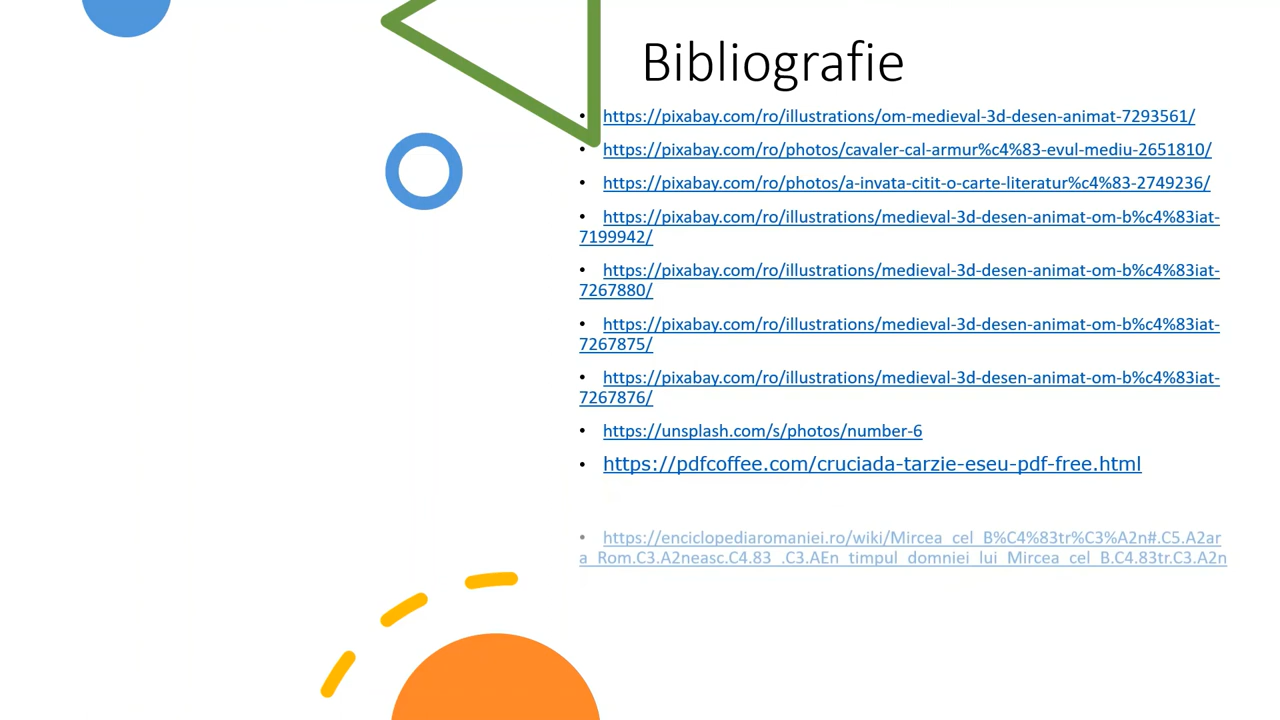 Bibliografie
• https://pixabay.com/ro/illustrations/om-medieval-3d-desen-animat-7293561/
• https://pixabay.com/ro/photos/cavaler-cal-armur%c4%83-evul-mediu-2651810/
• https://pixabay.com/ro/photos/a-invata-citit-o-carte-literatur%c4%83-2749236/
• https://pixabay.com/ro/illustrations/medieval-3d-desen-animat-om-b%c4%83iat-
7199942/
• https://pixabay.com/ro/illustrations/medieval-3d-desen-animat-om-b%c4%83iat-
7267880/
• https://pixabay.com/ro/illustrations/medieval-3d-desen-animat-om-b%c4%83iat-
7267875/
• https://pixabay.com/ro/illustrations/medieval-3d-desen-animat-om-b%c4%83iat-
7267876/
• https://unsplash.com/s/photos/number-6
• https://pdfcoffee.com/cruciada-tarzie-eseu-pdf-free.html
• https://enciclopediaromaniei.ro/wiki/Mircea_cel_B%C4%83tr%C3%A2n#.C5.A2ar
a_Rom.C3.A2neasc.C4.83_.C3.AEn_timpul_domniei_lui_Mircea_cel_B.C4.83tr.C3.A2n